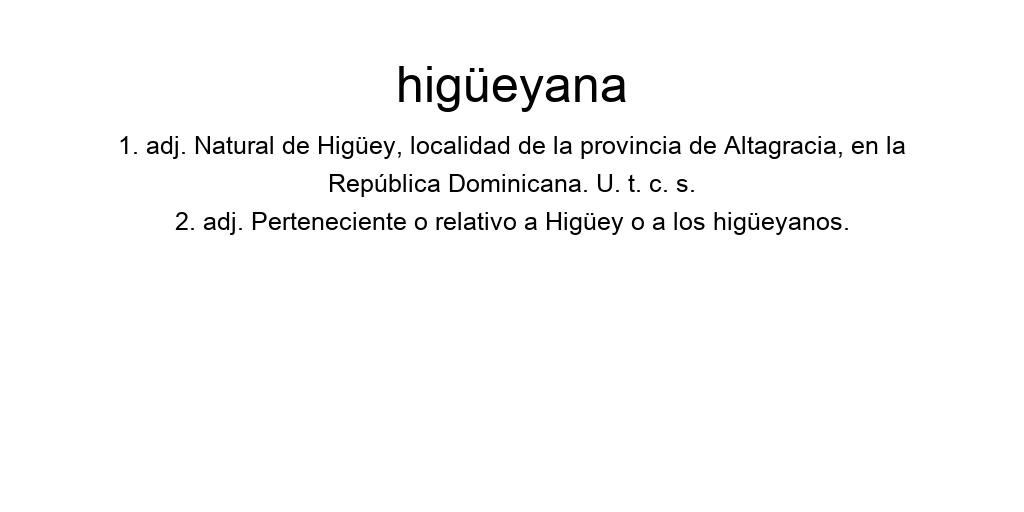 higüeyana
1. adj. Natural de Higüey, localidad de la provincia de Altagracia, en la
República Dominicana. U. t. c. s.
2. adj. Perteneciente o relativo a Higüey o a los higüeyanos.